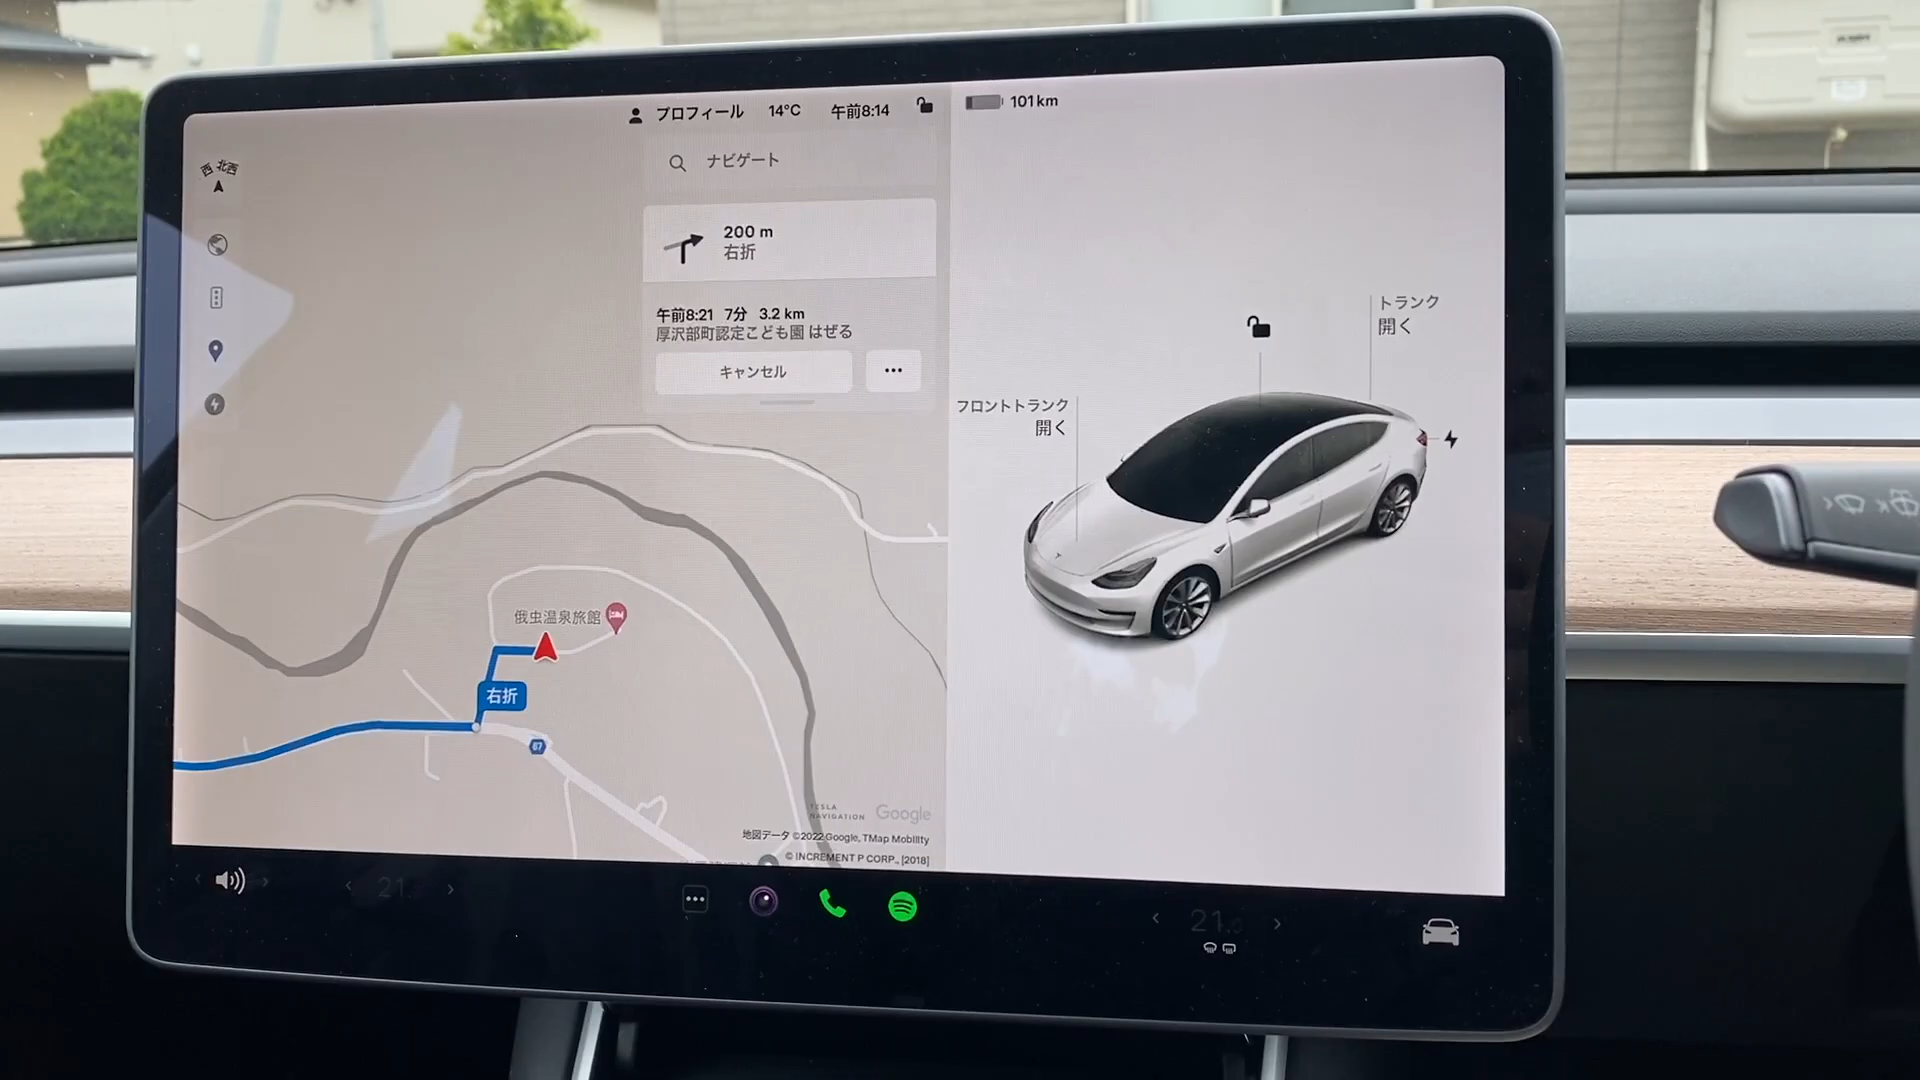 プロフィール 14°C 午前8:14
101km
西 北西
ナビゲート
200 m
右折
午前8:21 7分 3.2 km
厚沢部町認定こども園 はぜる
キャンセル
トランク
開く
フロントトランク
開く
俄虫温泉旅館
右折
67
TESLA
NAVIGATION
Google
地図データ ©2022 Google, TMap Mobility
© INCREMENT P CORP., [2018]
21.0